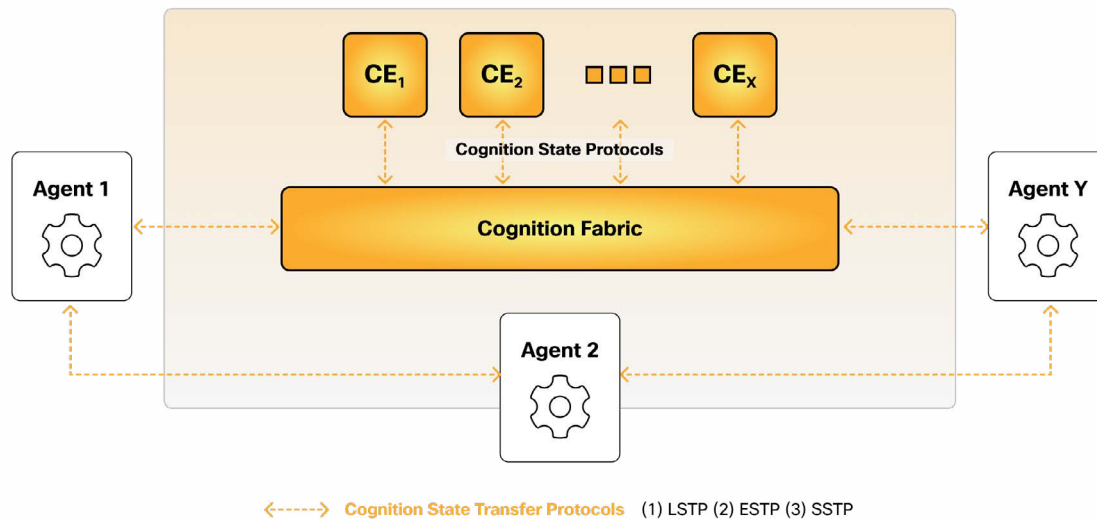 CE₁ CE₂ CEₓ
Cognition State Protocols
Agent 1
Cognition Fabric
Agent Y
Agent 2
Cognition State Transfer Protocols (1) LSTP (2) ESTP (3) SSTP